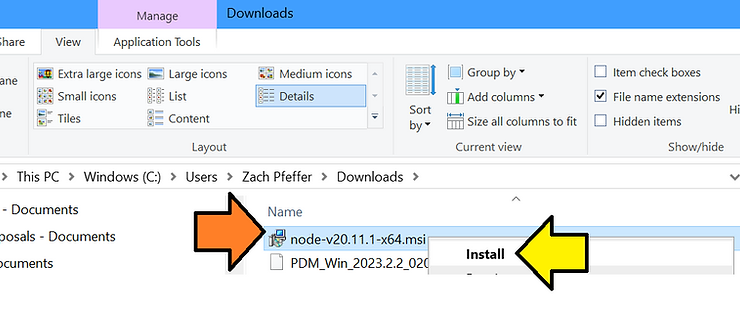 Manage
Downloads
Share
View
Application Tools
ane
Extra large icons
Large icons
Medium icons
Small icons
List
Details
ne
Tiles
Content
Layout
Sort
by
Group by
Add columns
Size all columns to fit
Current view
Item check boxes
File name extensions
Hidden items
Hi
Show/hide
This PC > Windows (C:) > Users > Zach Pfeffer > Downloads >
s - Documents
posals - Documents
ocuments
Name
node-v20.11.1-x64.msi
Install
PDM_Win_2023.2.2_020